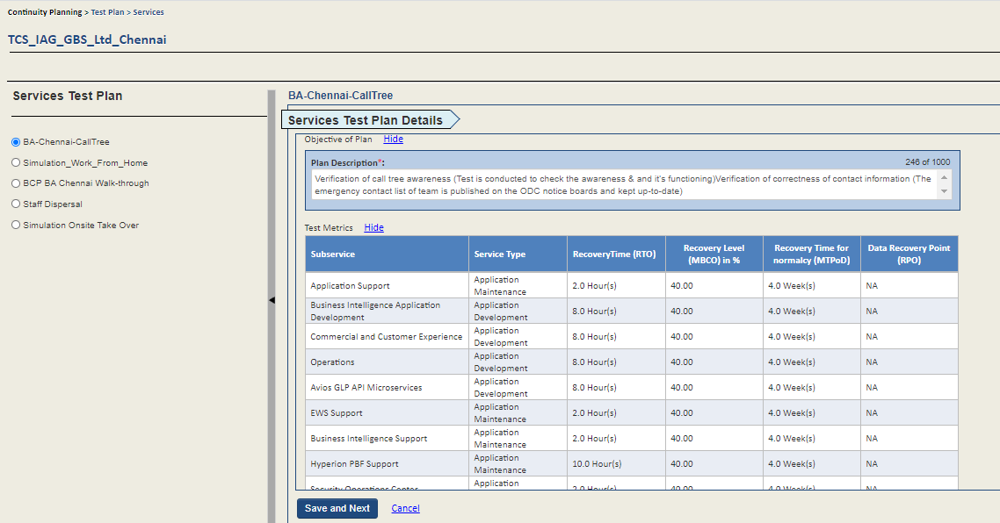 Continuity Planning > Test Plan > Services
TCS_IAG_GBS_Ltd_Chennai
Services Test Plan
BA-Chennai-CallTree
Simulation_Work_From_Home
BCP BA Chennai Walk-through
Staff Dispersal
Simulation Onsite Take Over
BA-Chennai-CallTree
Services Test Plan Details
Objective of Plan Hide
Plan Description*: 246 of 1000
Verification of call tree awareness (Test is conducted to check the awareness & and it's functioning)Verification of correctness of contact information (The
emergency contact list of team is published on the ODC notice boards and kept up-to-date)
Test Metrics Hide
Subservice Service Type RecoveryTime (RTO) Recovery Level (MBCO) in % Recovery Time for normalcy (MTPoD) Data Recovery Point (RPO)
Application Support Application Maintenance 2.0 Hour(s) 40.00 4.0 Week(s) NA
Business Intelligence Application Development Application Development 8.0 Hour(s) 40.00 4.0 Week(s) NA
Commercial and Customer Experience Application Development 8.0 Hour(s) 40.00 4.0 Week(s) NA
Operations Application Development 8.0 Hour(s) 40.00 4.0 Week(s) NA
Avios GLP API Microservices Application Development 8.0 Hour(s) 40.00 4.0 Week(s) NA
EWS Support Application Maintenance 2.0 Hour(s) 40.00 4.0 Week(s) NA
Business Intelligence Support Application Maintenance 2.0 Hour(s) 40.00 4.0 Week(s) NA
Hyperion PBF Support Application Maintenance 10.0 Hour(s) 40.00 4.0 Week(s) NA
Security Operations Center Application 2.0 Hour(s) 40.00 4.0 Week(s) NA
Save and Next Cancel